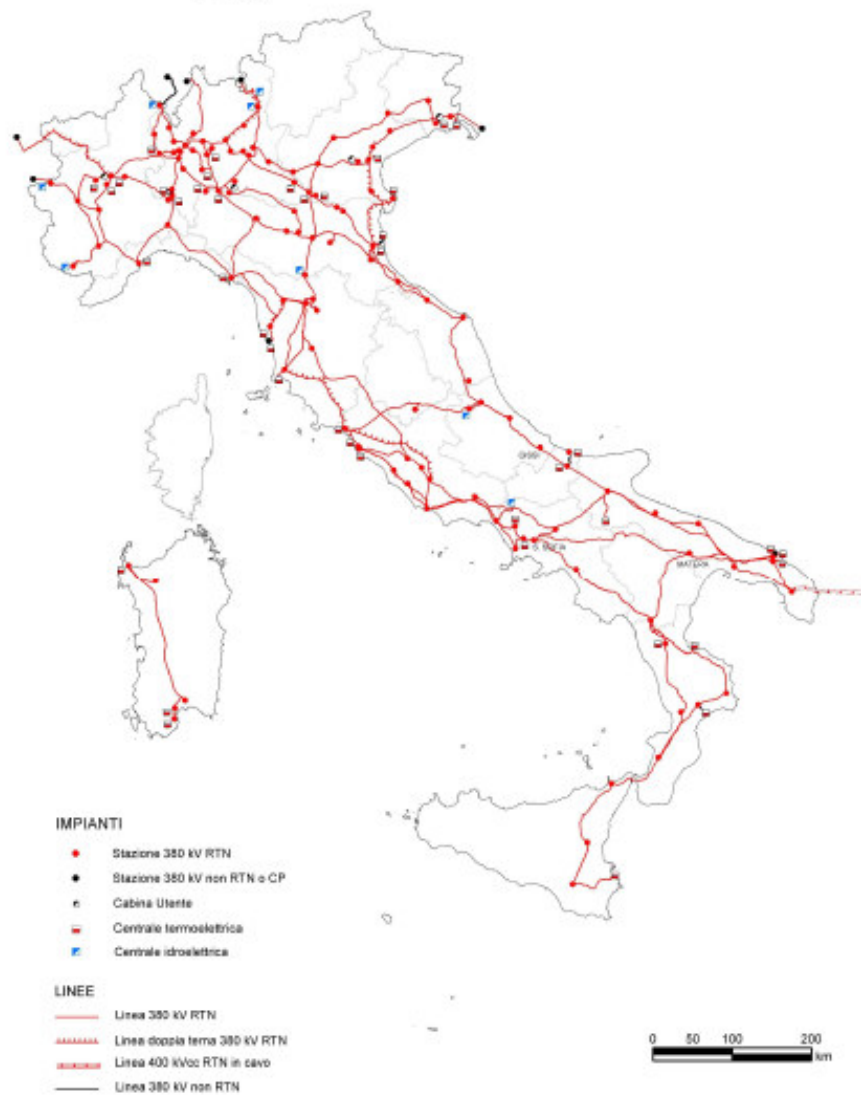 GISSI
S. SOFIA
MATERA
IMPIANTI
Stazione 380 kV RTN
Stazione 380 kV non RTN o CP
Cabina Utente
Centrale termoelettrica
Centrale idroelettrica
LINEE
Linea 380 kV RTN
Linea doppia terna 380 kV RTN
Linea 400 kVcc RTN in cavo
Linea 380 kV non RTN
0 50 100 200
km